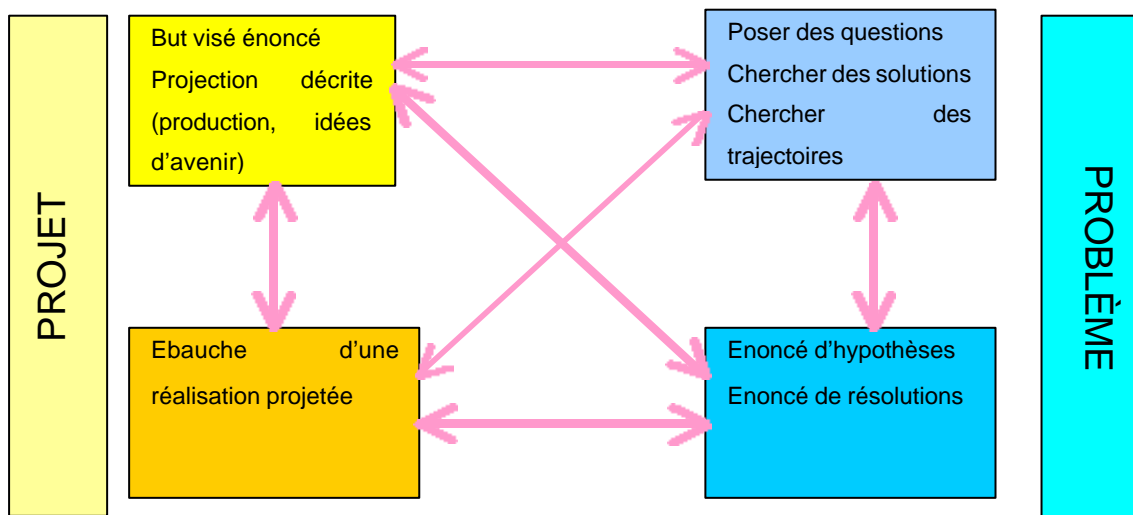 PROJET
But visé énoncé
Projection décrite
(production, idées
d'avenir)
Poser des questions
Chercher des solutions
Chercher des
trajectoires
Ebauche d'une
réalisation projetée
Enoncé d'hypothèses
Enoncé de résolutions
PROBLÈME